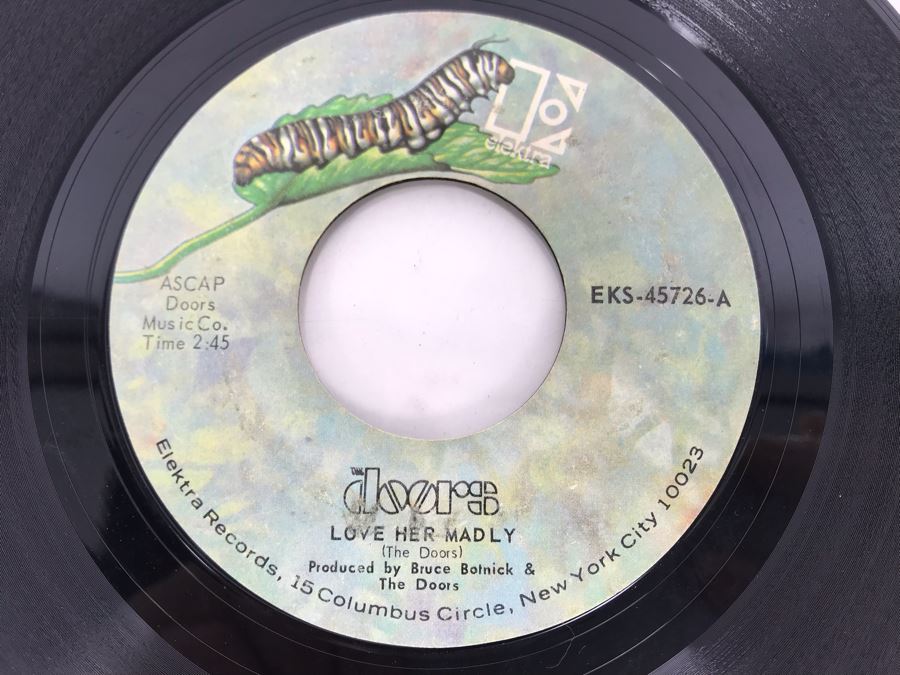 elektra
ASCAP
Doors
Music Co.
Time 2:45
EKS-45726-A
THE
doors
LOVE HER MADLY
(The Doors)
Produced by Bruce Botnick &
The Doors
Elektra Records, 15 Columbus Circle, New York City 10023